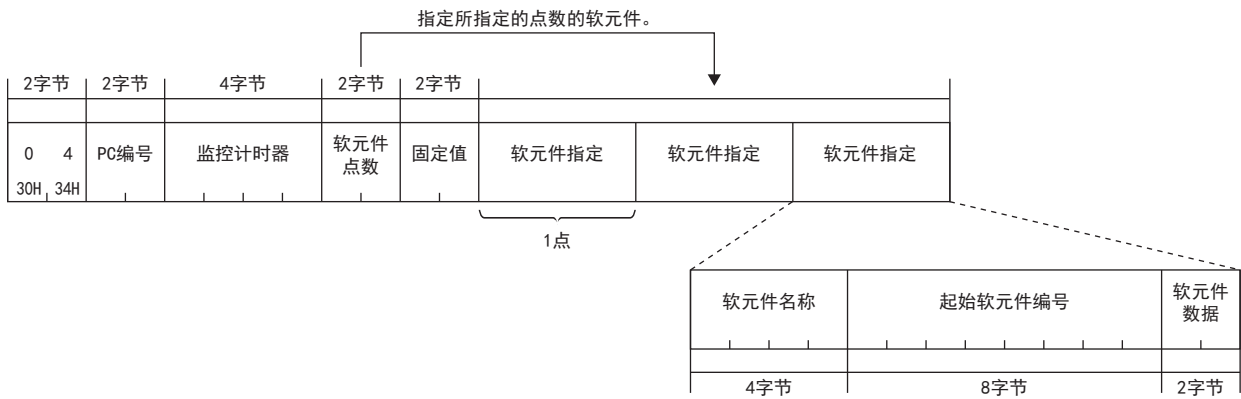 指定所指定的点数的软元件。
2字节 2字节 4字节 2字节 2字节
0 4 PC编号 监控计时器 软元件点数 固定值 软元件指定 软元件指定 软元件指定
30H 34H
1点
软元件名称 起始软元件编号 软元件数据
4字节 8字节 2字节